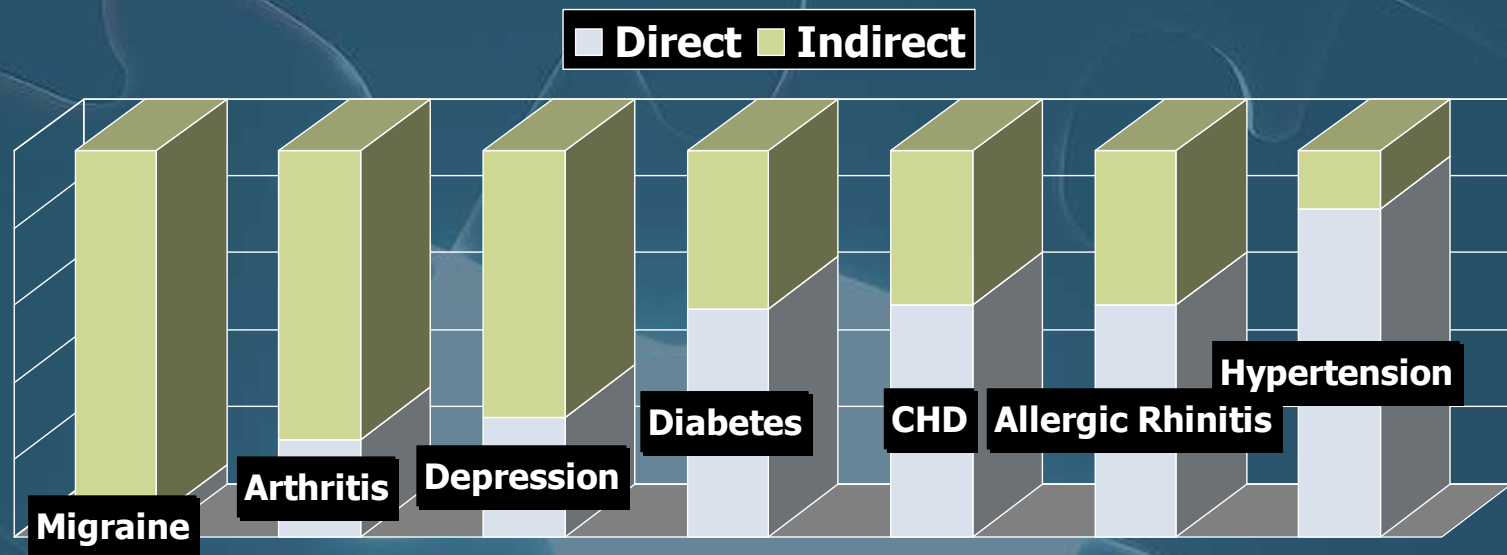 Direct Indirect
Migraine
Arthritis
Depression
Diabetes
CHD
Allergic Rhinitis
Hypertension